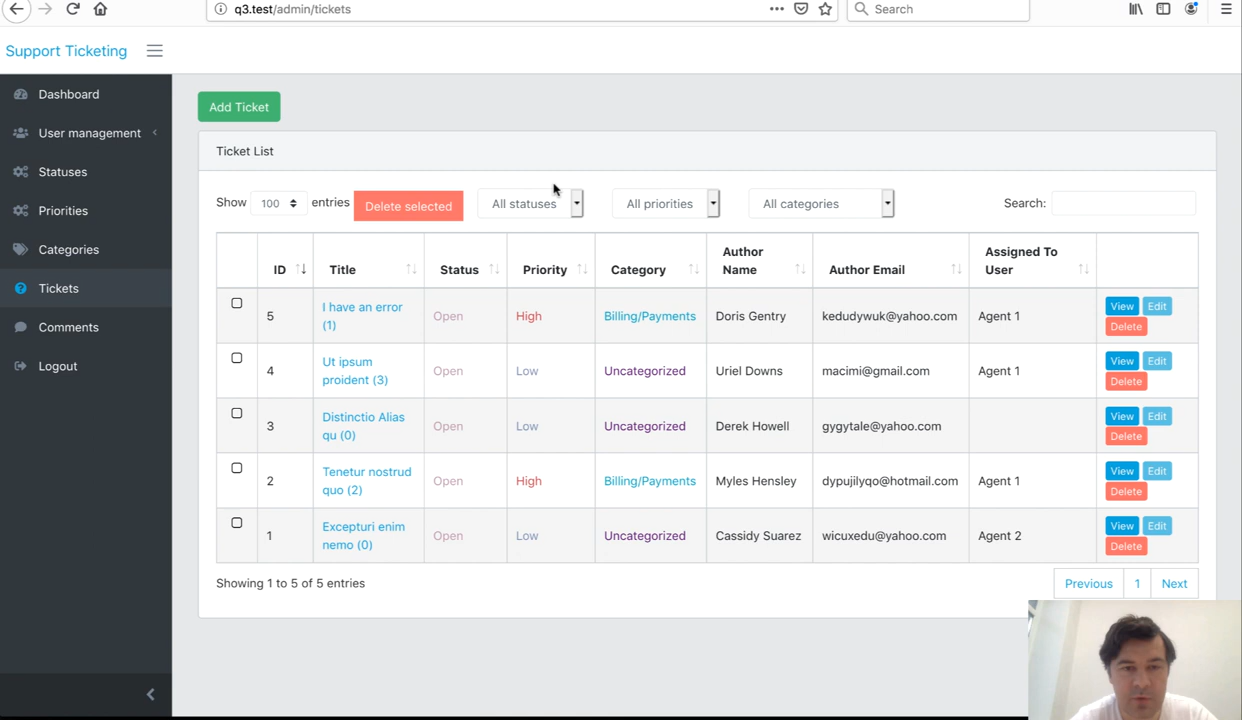 q3.test/admin/tickets
Search
Support Ticketing
Dashboard
User management
Statuses
Priorities
Categories
Tickets
Comments
Logout
Add Ticket
Ticket List
Show 100 entries Delete selected All statuses All priorities All categories Search:
ID Title Status Priority Category Author Name Author Email Assigned To User
5 I have an error (1) Open High Billing/Payments Doris Gentry kedudywuk@yahoo.com Agent 1 View Edit Delete
4 Ut ipsum proident (3) Open Low Uncategorized Uriel Downs macimi@gmail.com Agent 1 View Edit Delete
3 Distinctio Alias qu (0) Open Low Uncategorized Derek Howell gygytale@yahoo.com View Edit Delete
2 Tenetur nostrud quo (2) Open High Billing/Payments Myles Hensley dypujilyqo@hotmail.com Agent 1 View Edit Delete
1 Excepturi enim nemo (0) Open Low Uncategorized Cassidy Suarez wicuxedu@yahoo.com Agent 2 View Edit Delete
Showing 1 to 5 of 5 entries
Previous 1 Next